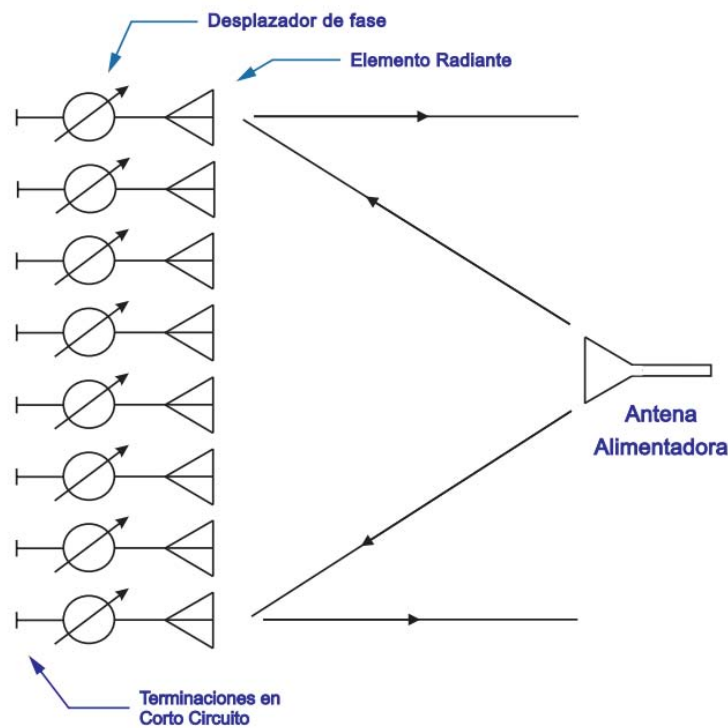 Desplazador de fase
Elemento Radiante
Antena
Alimentadora
Terminaciones en
Corto Circuito